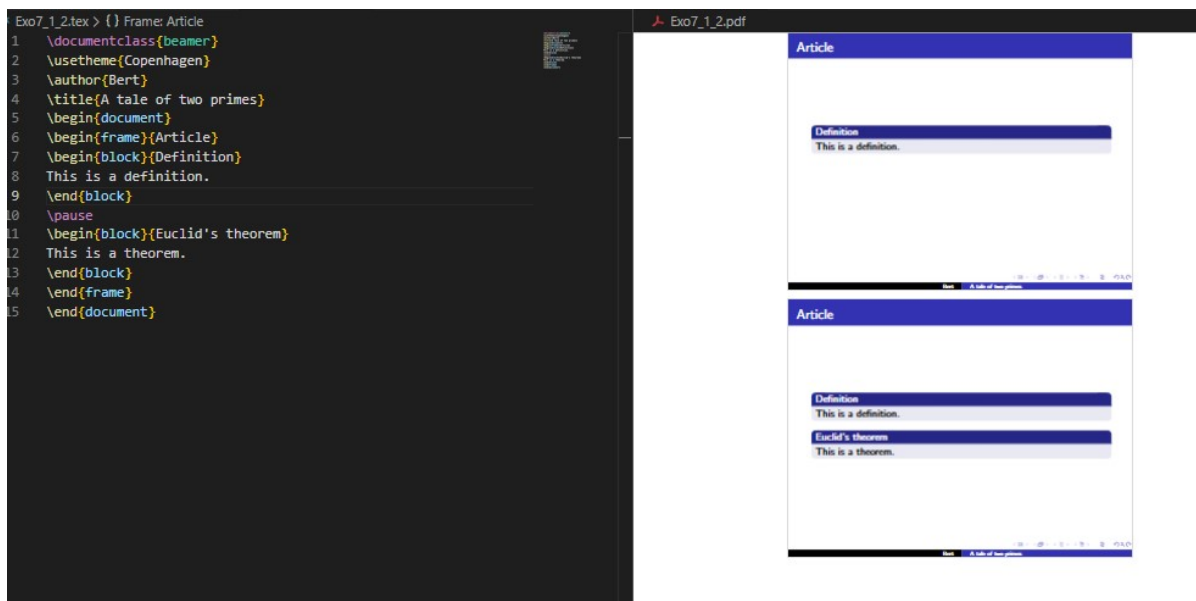 Exo7_1_2.tex > {} Frame: Article
1 \documentclass{beamer}
2 \usetheme{Copenhagen}
3 \author{Bert}
4 \title{A tale of two primes}
5 \begin{document}
6 \begin{frame}{Article}
7 \begin{block}{Definition}
8 This is a definition.
9 \end{block}
10 \pause
11 \begin{block}{Euclid's theorem}
12 This is a theorem.
13 \end{block}
14 \end{frame}
15 \end{document}
Exo7_1_2.pdf
Article
Definition
This is a definition.
Bert A tale of two primes
Article
Definition
This is a definition.
Euclid's theorem
This is a theorem.
Bert A tale of two primes